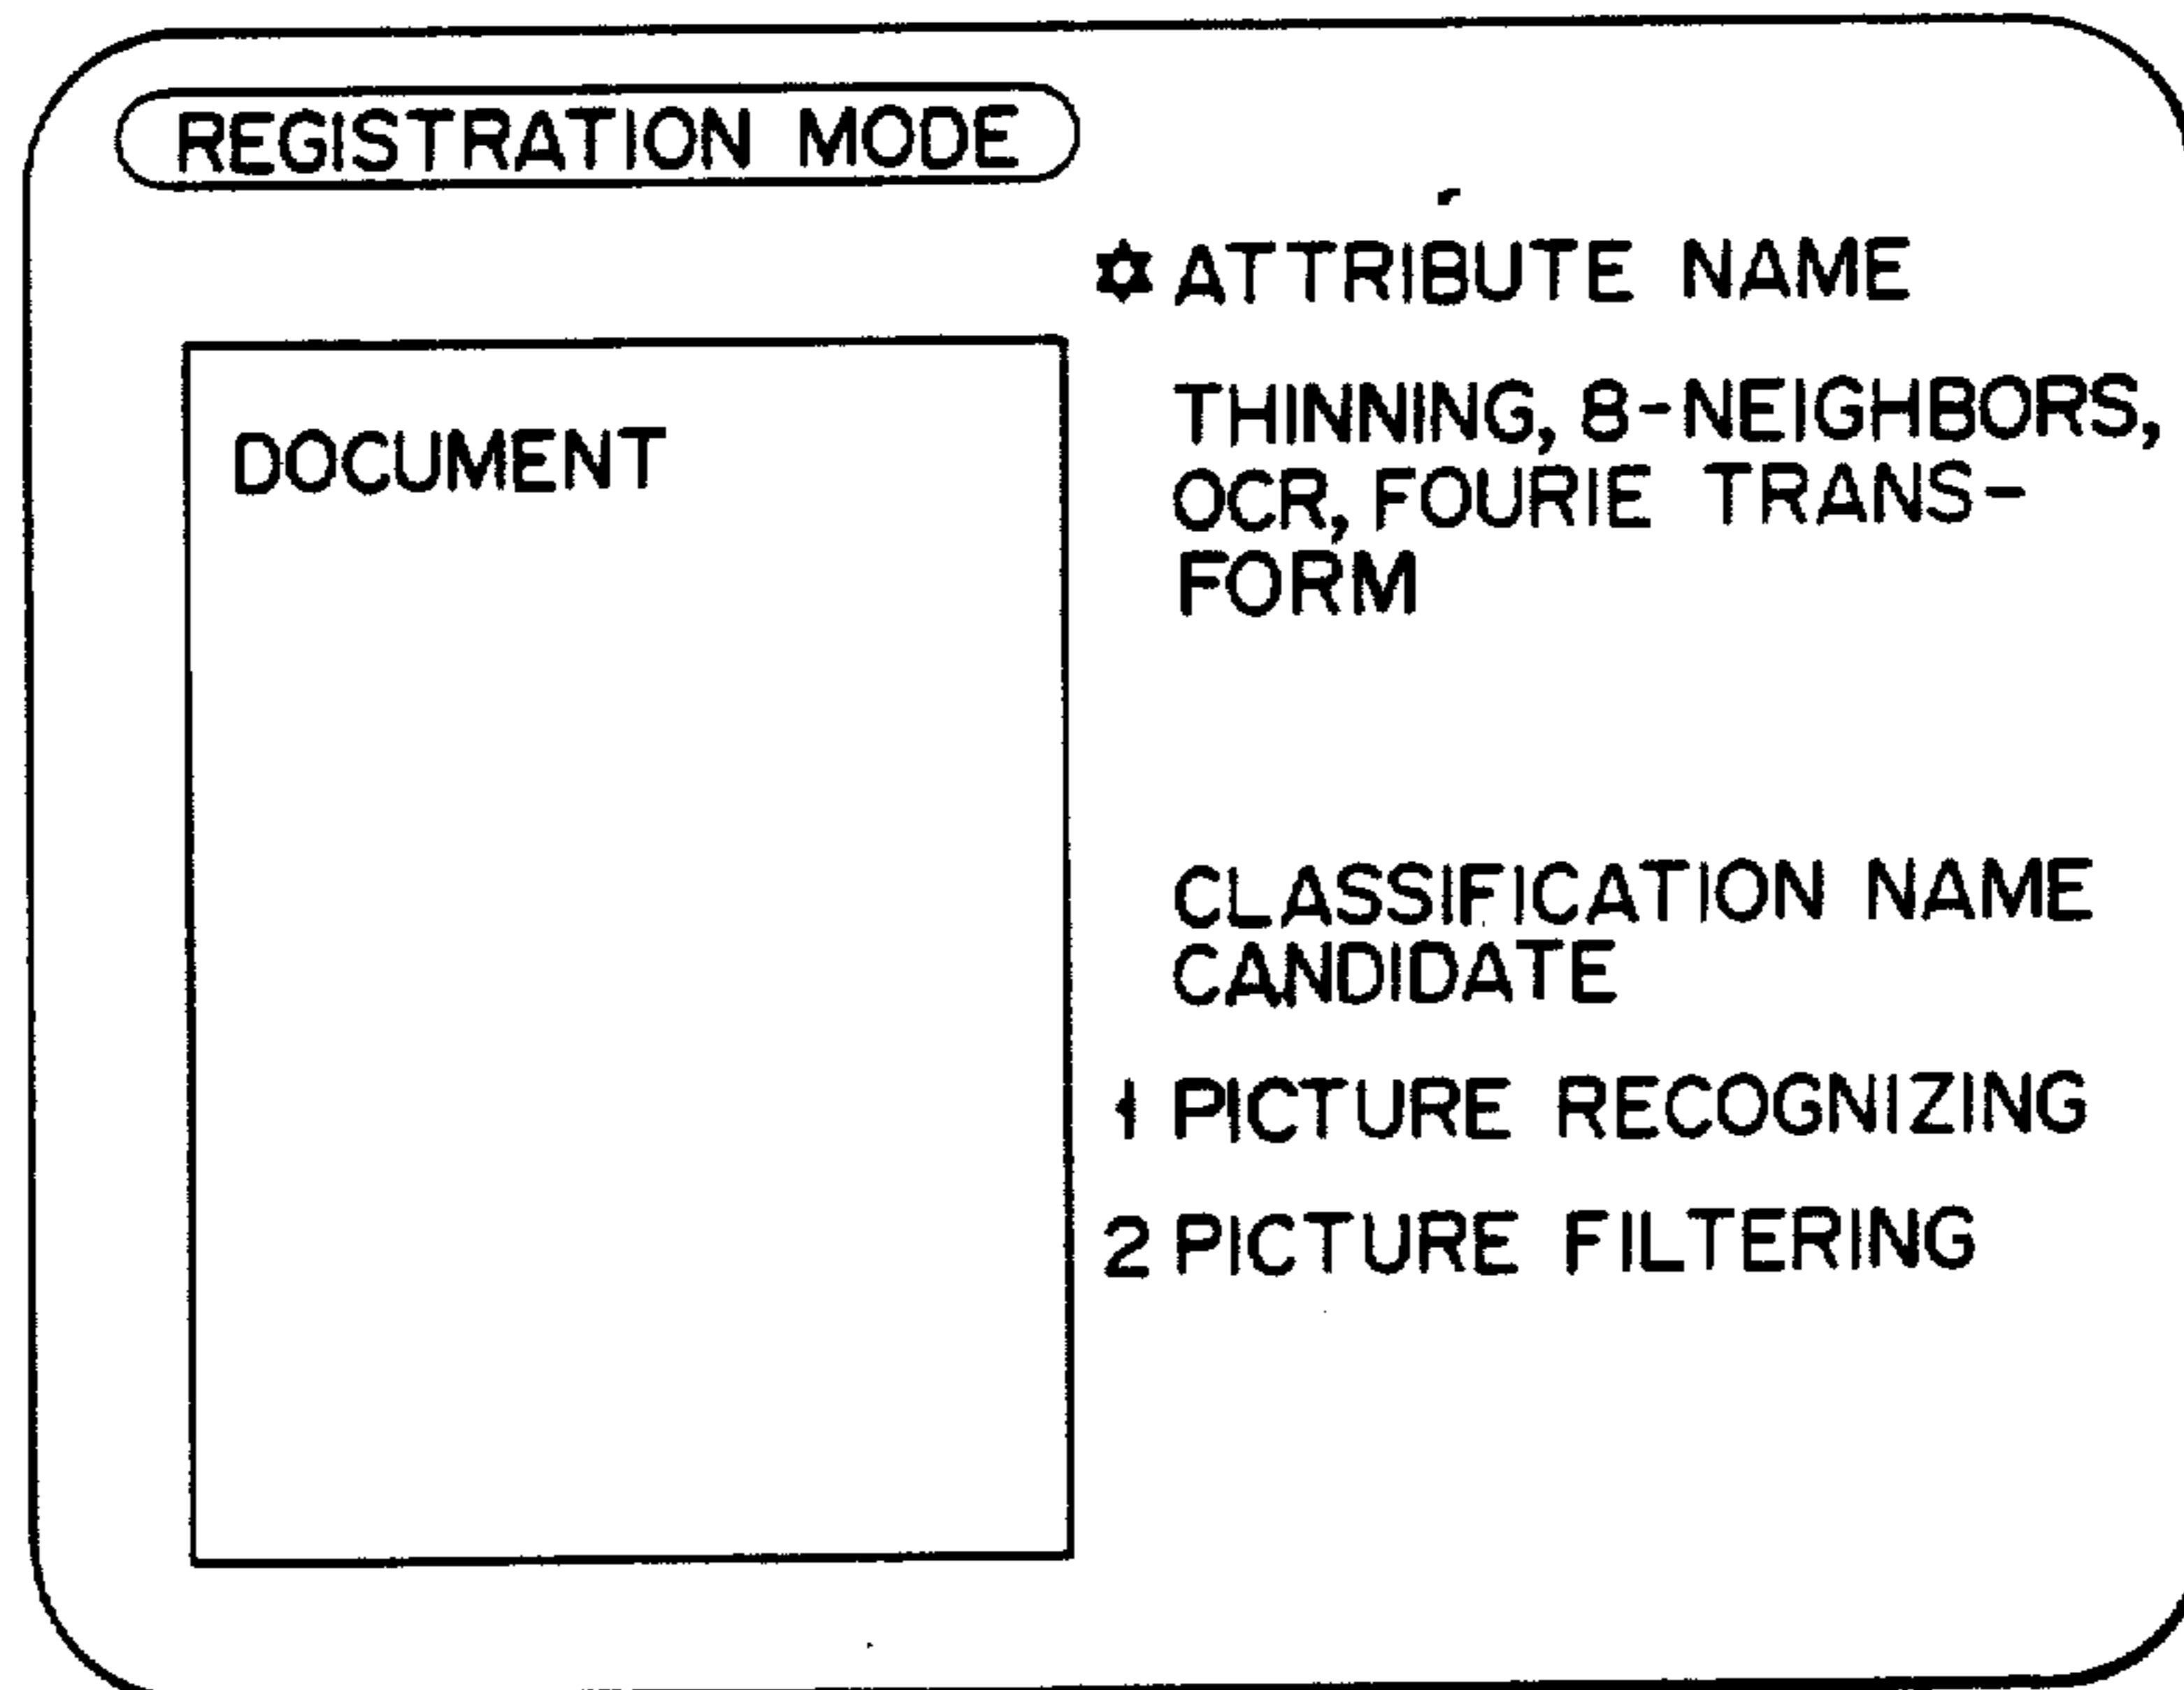 REGISTRATION MODE
✡ ATTRIBUTE NAME
DOCUMENT
THINNING, 8-NEIGHBORS,
OCR, FOURIE TRANS-
FORM
CLASSIFICATION NAME
CANDIDATE
1 PICTURE RECOGNIZING
2 PICTURE FILTERING